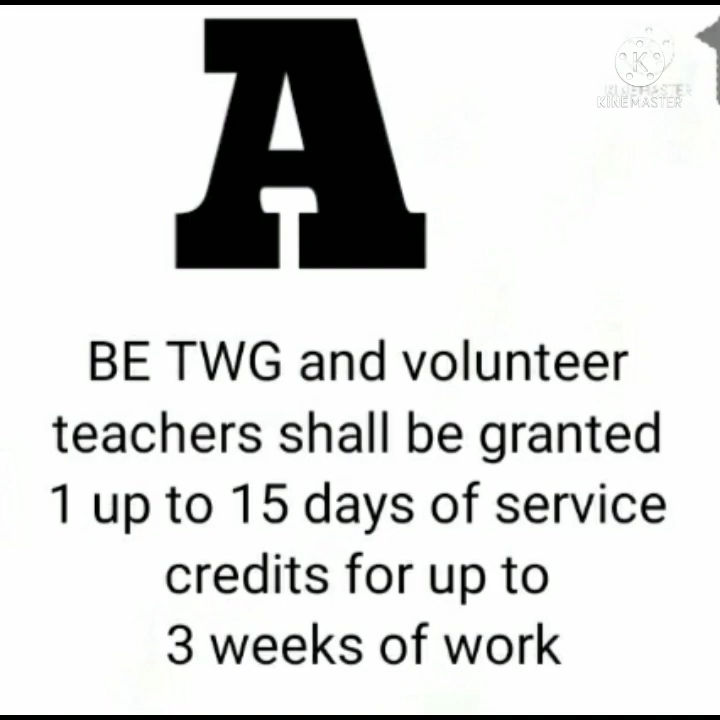 A
KINEMASTER
BE TWG and volunteer
teachers shall be granted
1 up to 15 days of service
credits for up to
3 weeks of work